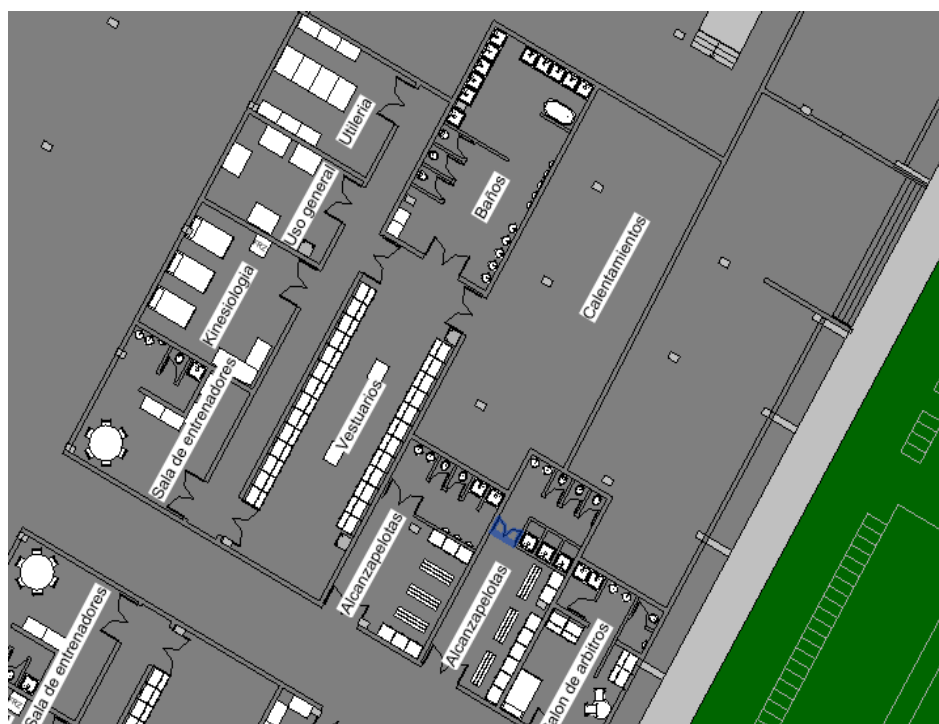 Utileria
Uso general
Baños
Kinesiologia
Calentamientos
Sala de entrenadores
Vestuarios
Alcanzapelotas
Alcanzapelotas
Sala de entrenadores
alon de arbitros